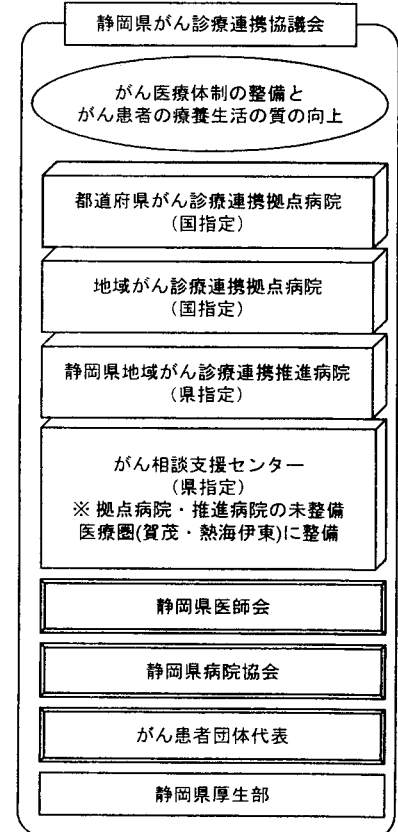 静岡県がん診療連携協議会
がん医療体制の整備と
がん患者の療養生活の質の向上
都道府県がん診療連携拠点病院
(国指定)
地域がん診療連携拠点病院
(国指定)
静岡県地域がん診療連携推進病院
(県指定)
がん相談支援センター
(県指定)
※ 拠点病院・推進病院の未整備
医療圏(賀茂・熱海伊東)に整備
静岡県医師会
静岡県病院協会
がん患者団体代表
静岡県厚生部